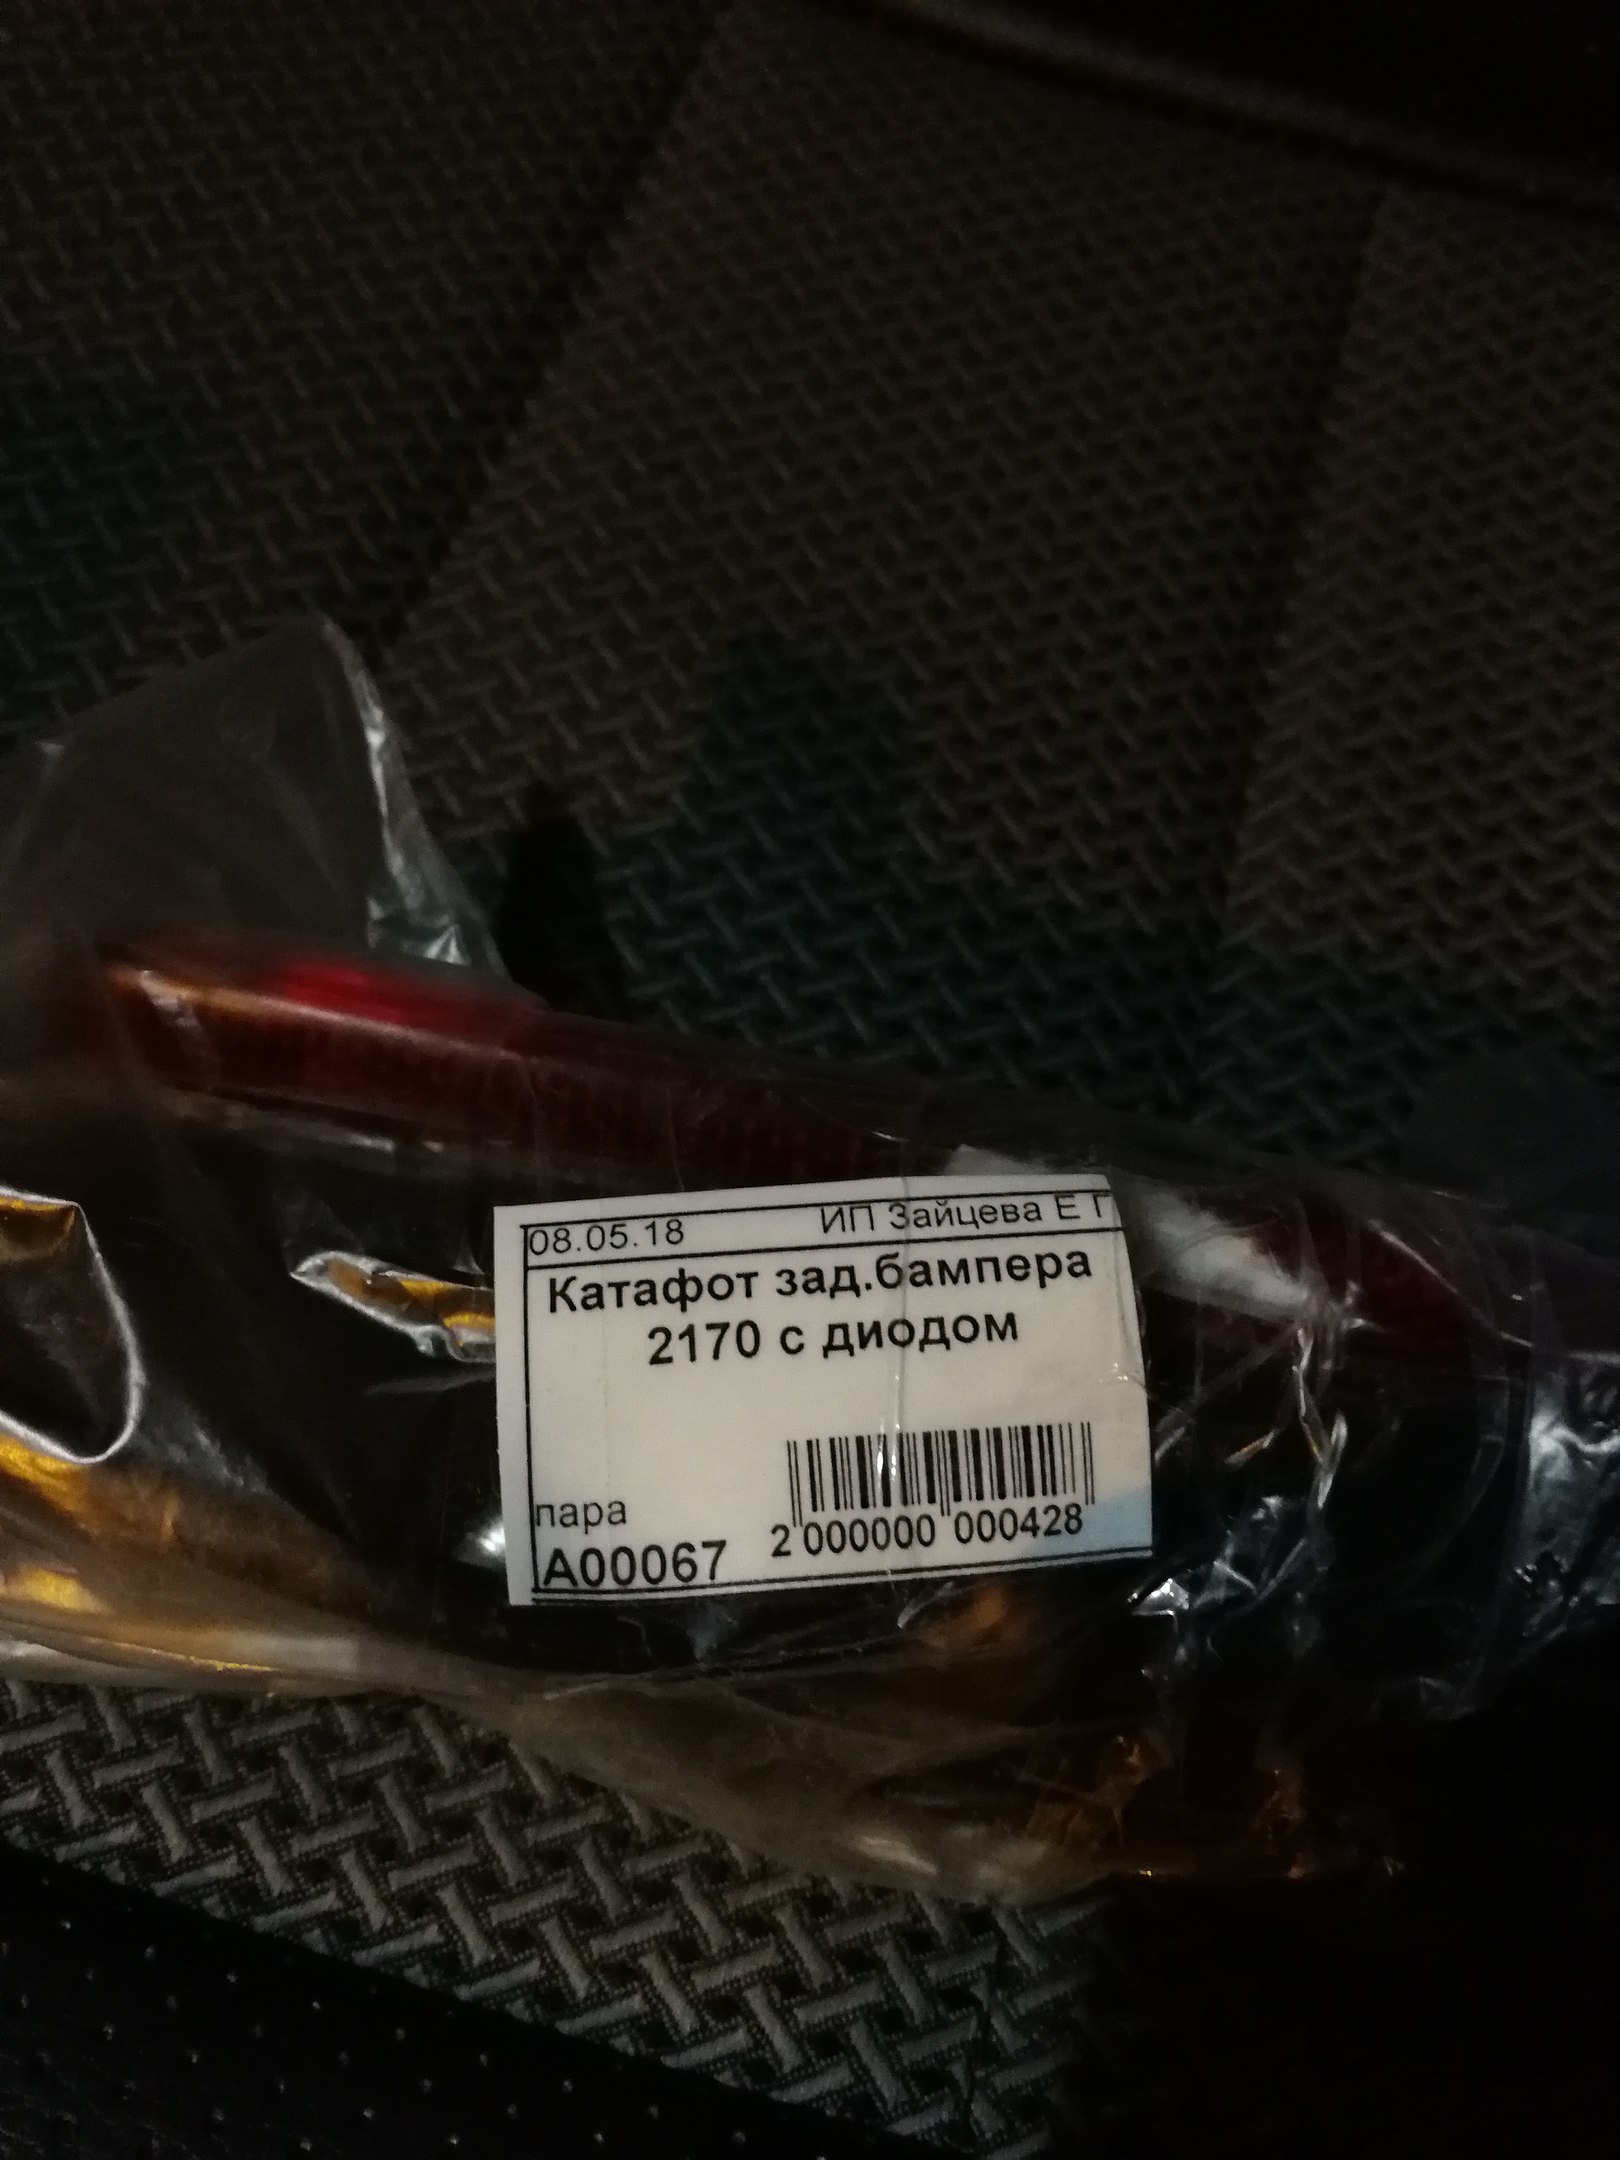 08.05.18 ИП Зайцева Е Г
Катафот зад.бампера
2170 с диодом
пара
А00067
2 000000 000428